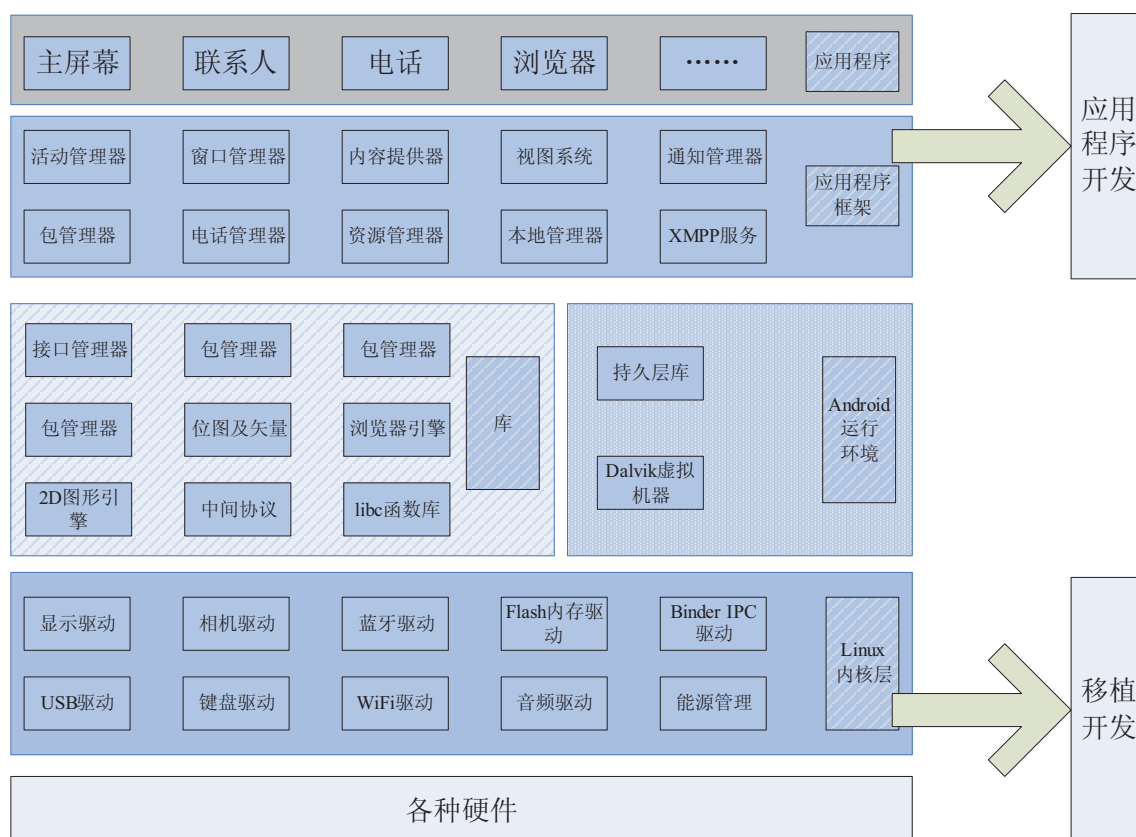 主屏幕
联系人
电话
浏览器
……
应用程序
活动管理器
窗口管理器
内容提供器
视图系统
通知管理器
包管理器
电话管理器
资源管理器
本地管理器
XMPP服务
应用程序
框架
应用
程序
开发
接口管理器
包管理器
包管理器
包管理器
位图及矢量
浏览器引擎
2D图形引
擎
中间协议
libc函数库
库
持久层库
Dalvik虚拟
机器
Android
运行
环境
显示驱动
相机驱动
蓝牙驱动
Flash内存驱
动
Binder IPC
驱动
USB驱动
键盘驱动
WiFi驱动
音频驱动
能源管理
Linux
内核层
移植
开发
各种硬件